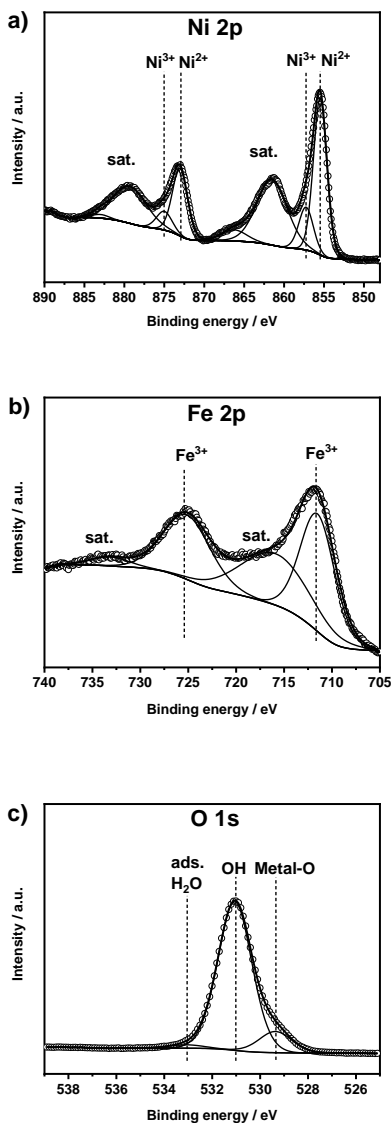 a)
Ni 2p
Ni³⁺ Ni²⁺
Ni³⁺ Ni²⁺
sat.
sat.
Intensity / a.u.
890 885 880 875 870 865 860 855 850
Binding energy / eV
b)
Fe 2p
Fe³⁺
Fe³⁺
sat.
sat.
Intensity / a.u.
740 735 730 725 720 715 710 705
Binding energy / eV
c)
O 1s
ads.
H₂O
OH
Metal-O
Intensity / a.u.
538 536 534 532 530 528 526
Binding energy / eV